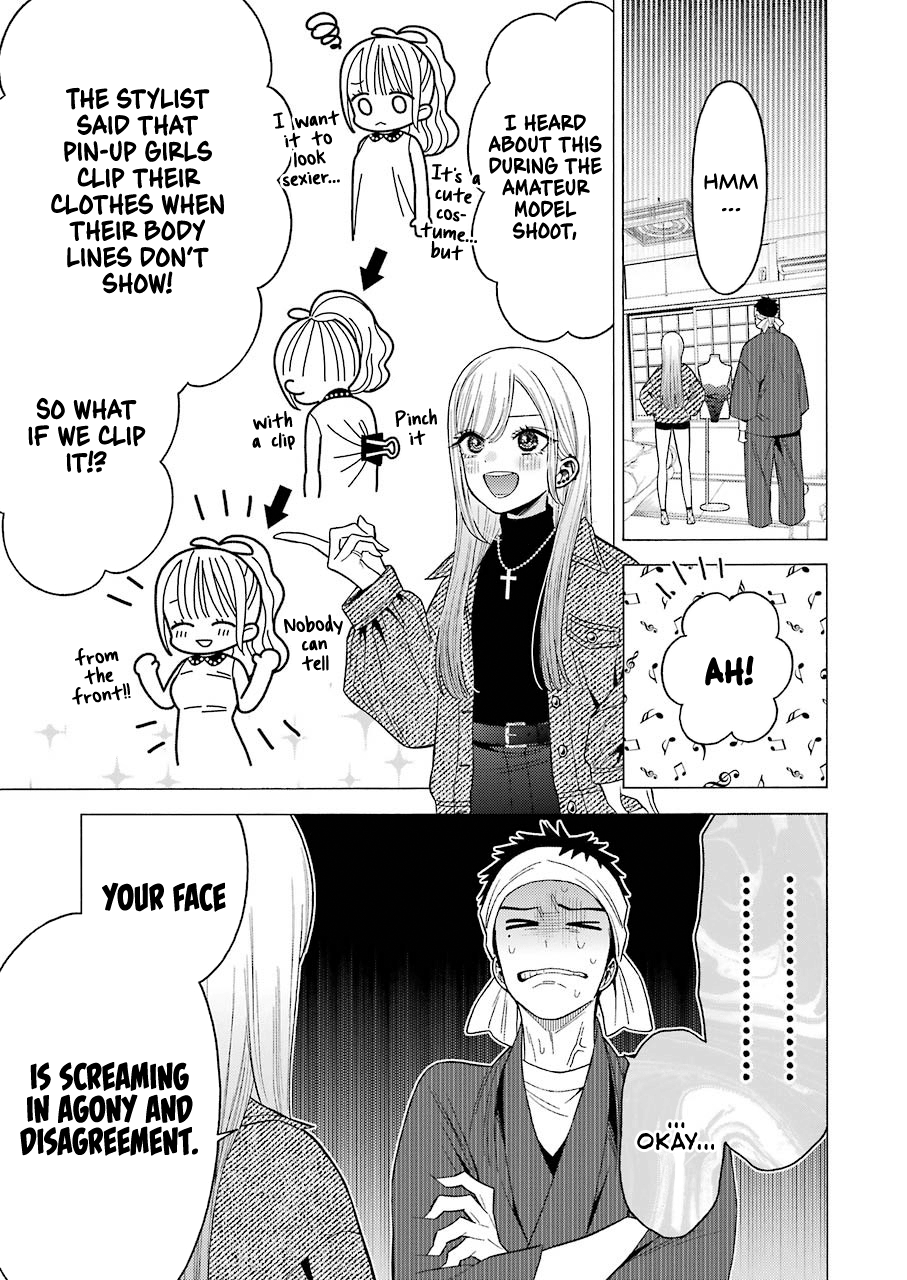 HMM
...
AH!
I HEARD
ABOUT THIS
DURING THE
AMATEUR
MODEL
SHOOT,
THE STYLIST
SAID THAT
PIN-UP GIRLS
CLIP THEIR
CLOTHES WHEN
THEIR BODY
LINES DON'T
SHOW!
It's a
cute
cos-
tume...
but
I want
it to
look
sexier...
Pinch
it
with
a clip
Nobody
can
tell
from
the
front!!
SO WHAT
IF WE CLIP
IT!?
...
OKAY...
YOUR FACE
IS SCREAMING
IN AGONY AND
DISAGREEMENT.